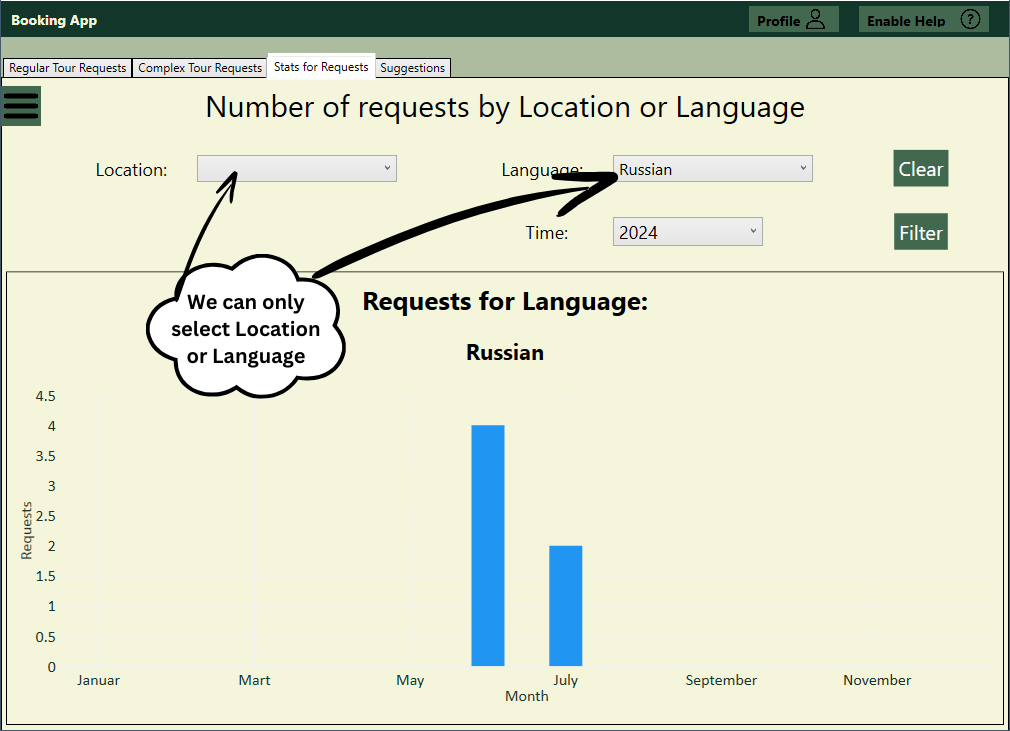 Booking App
Profile
Enable Help ?
Regular Tour Requests
Complex Tour Requests
Stats for Requests
Suggestions
Number of requests by Location or Language
Location:
Language:
Russian
Clear
Time:
2024
Filter
We can only
select Location
or Language
Requests for Language:
Russian
4.5
4
3.5
3
2.5
2
1.5
1
0.5
0
Requests
Januar
Mart
May
July
September
November
Month